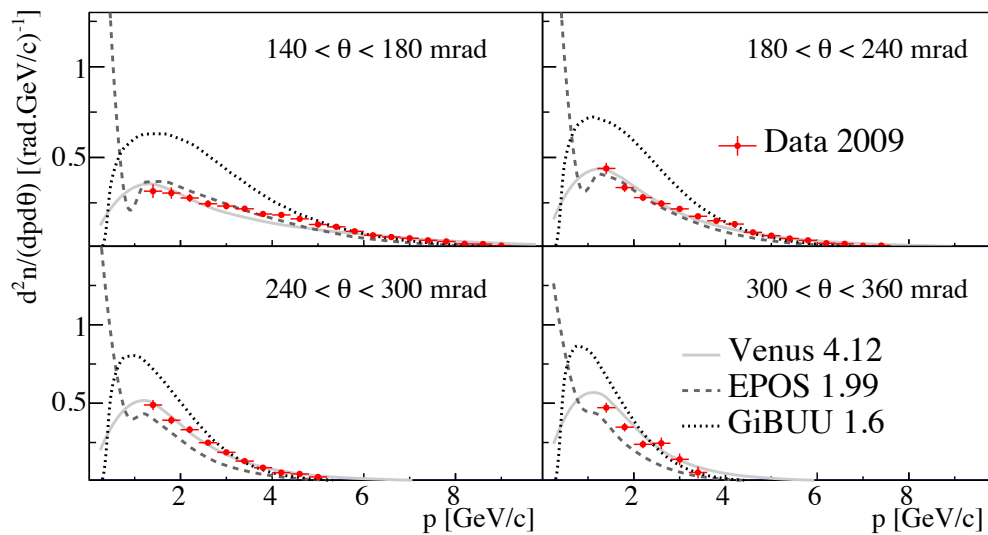 d²n/(dpdθ) [(rad.GeV/c)⁻¹]
1
0.5
140 < θ < 180 mrad
180 < θ < 240 mrad
Data 2009
1
0.5
240 < θ < 300 mrad
300 < θ < 360 mrad
Venus 4.12
EPOS 1.99
GiBUU 1.6
2 4 6 8
2 4 6 8
p [GeV/c]
p [GeV/c]